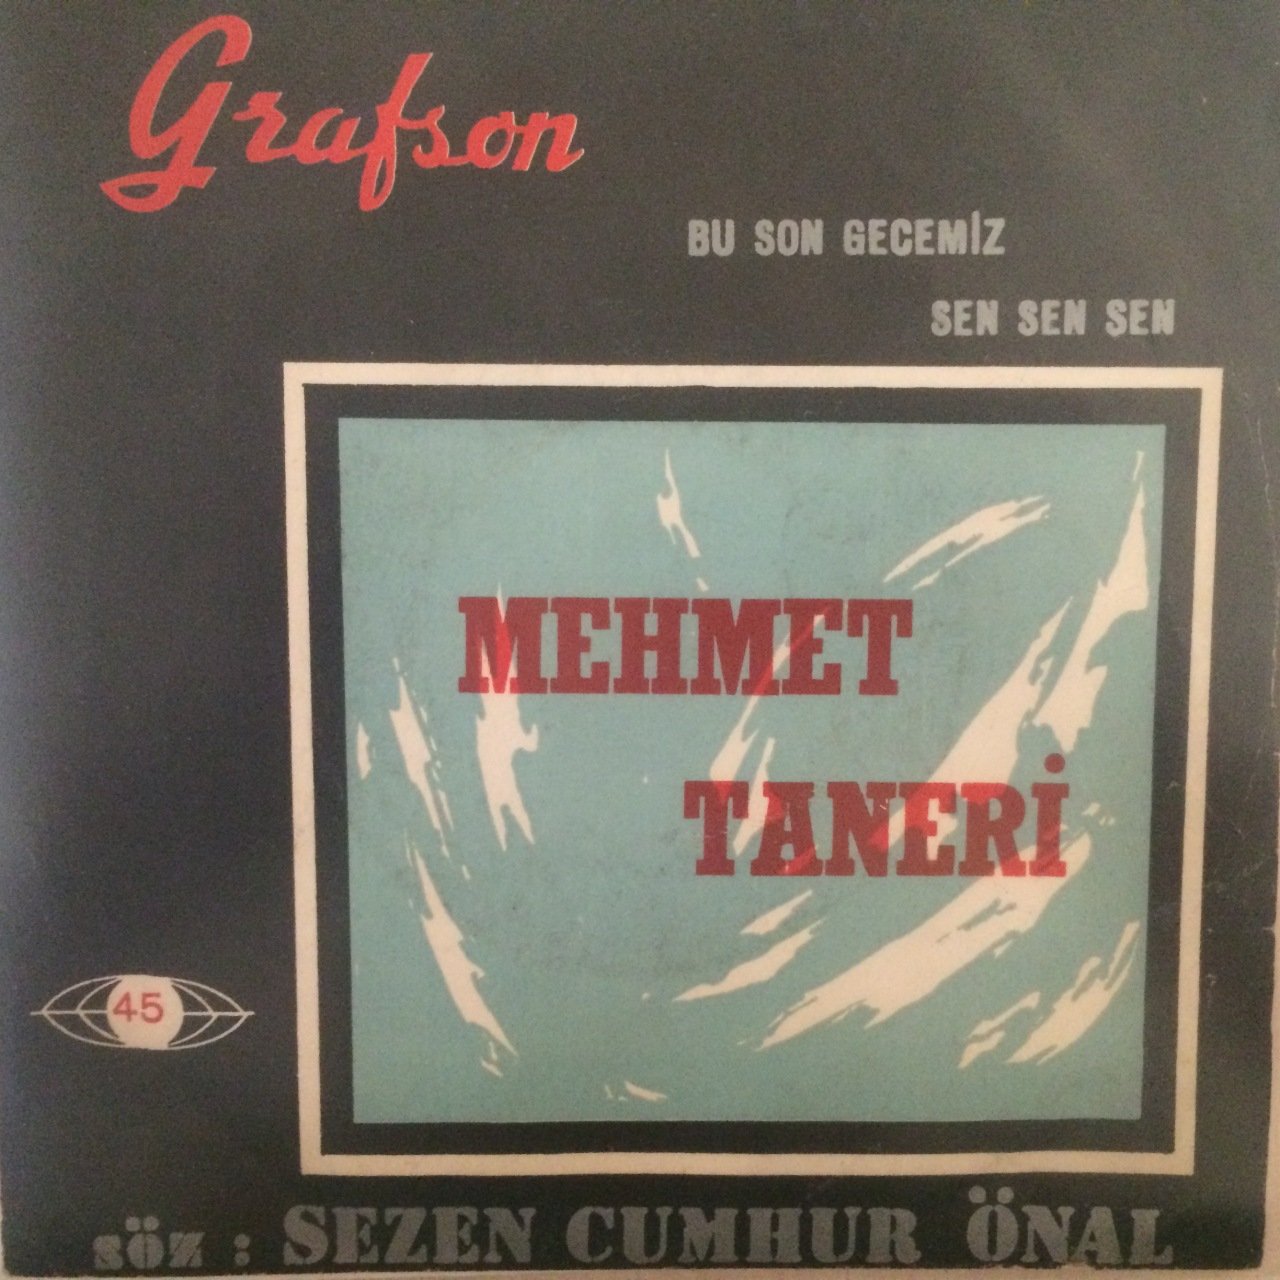 Grafson
BU SON GECEMİZ
SEN SEN SEN
MEHMET
TANERİ
45
söz : SEZEN CUMHUR ÖNAL